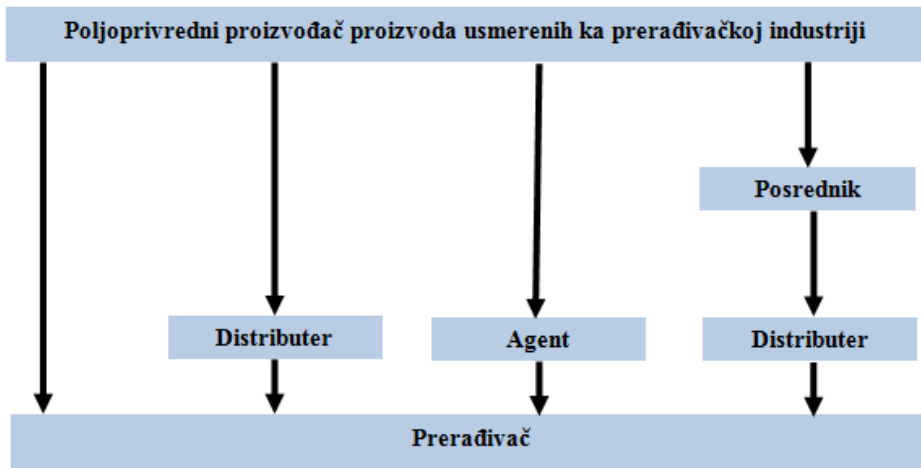 Poljoprivredni proizvođač proizvoda usmerenih ka prerađivačkoj industriji
Posrednik
Distributer
Agent
Distributer
Prerađivač